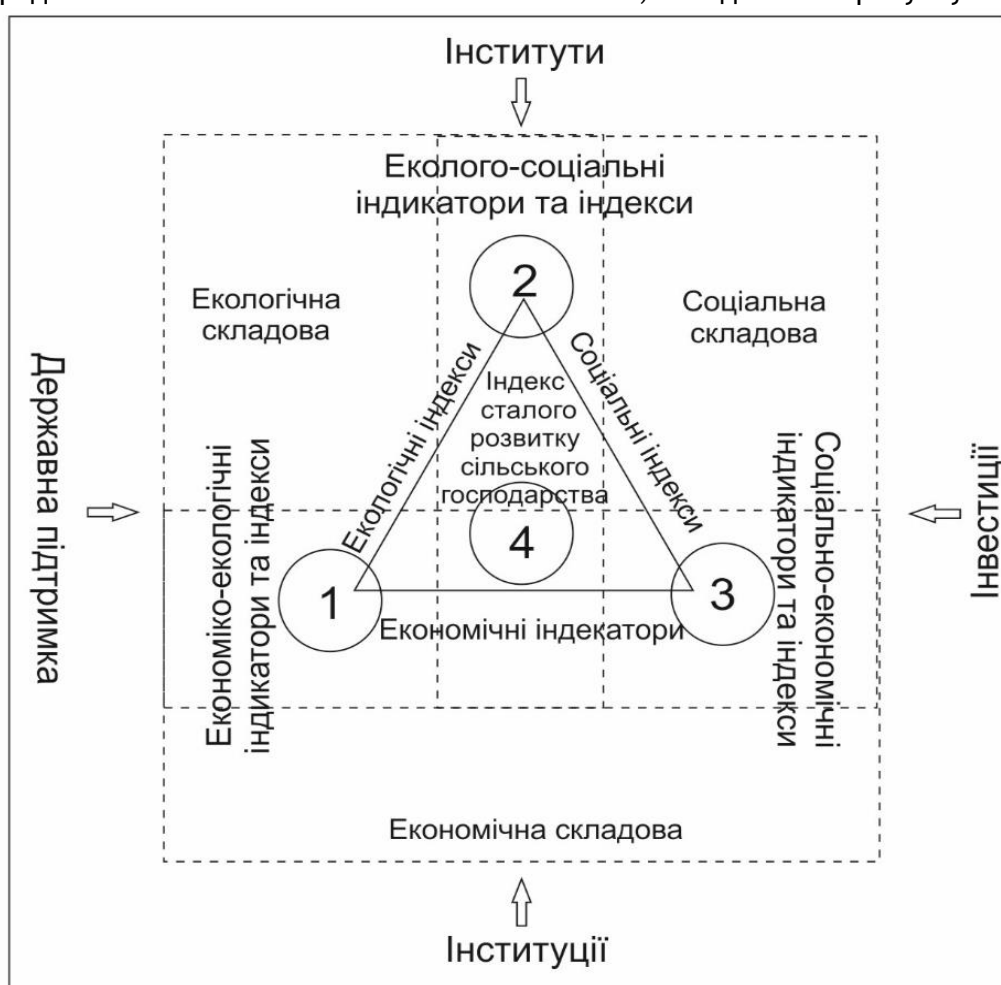 Інститути
Еколого-соціальні
індикатори та індекси
2
Екологічна
складова
Соціальна
складова
Державна підтримка
Екологічні індекси
Соціальні індекси
Індекс
сталого
розвитку
сільського
господарства
Економіко-екологічні
індикатори та індекси
Соціально-економічні
індикатори та індекси
Інвестиції
1
4
3
Економічні індекатори
Економічна складова
Інституції